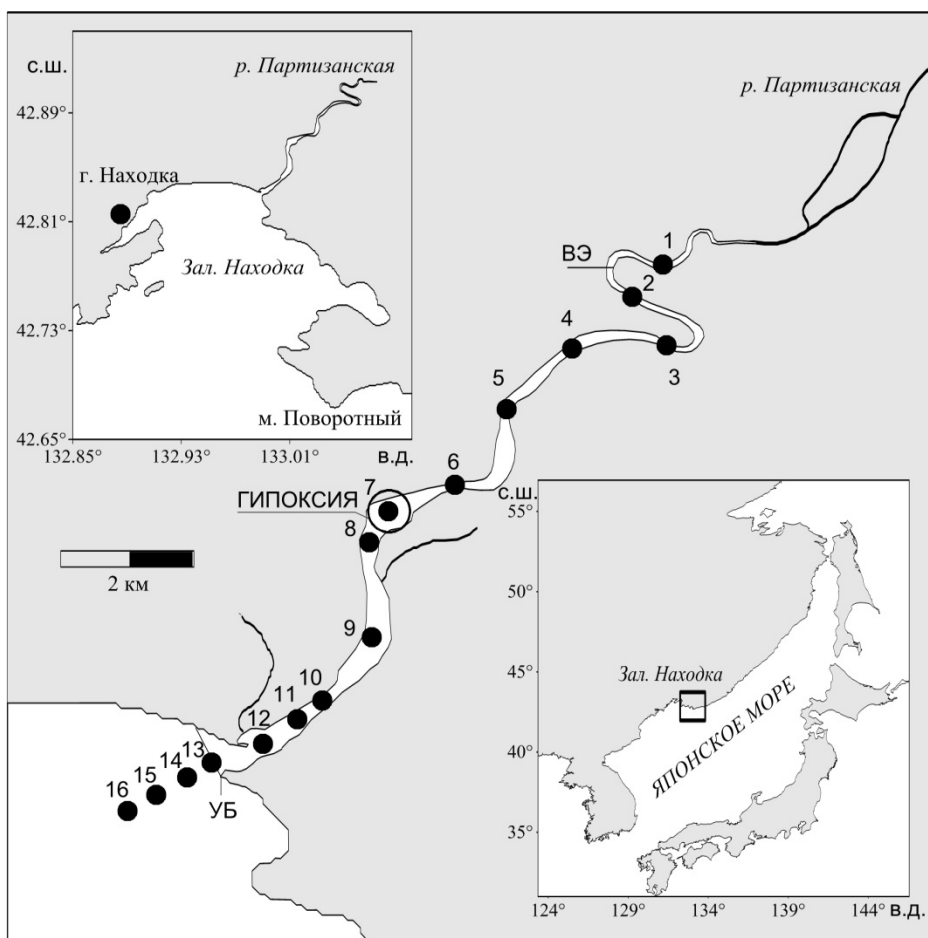 с.ш.
р. Партизанская
42.89°
г. Находка
42.81°
Зал. Находка
42.73°
м. Поворотный
42.65°
132.85°
132.93°
133.01°
в.д.
р. Партизанская
1
ВЭ
2
4
3
5
6
7
ГИПОКСИЯ
8
2 км
9
10
11
12
13
14
15
16
УБ
с.ш.
55°
50°
45°
Зал. Находка
40°
ЯПОНСКОЕ МОРЕ
35°
124°
129°
134°
139°
144°
в.д.